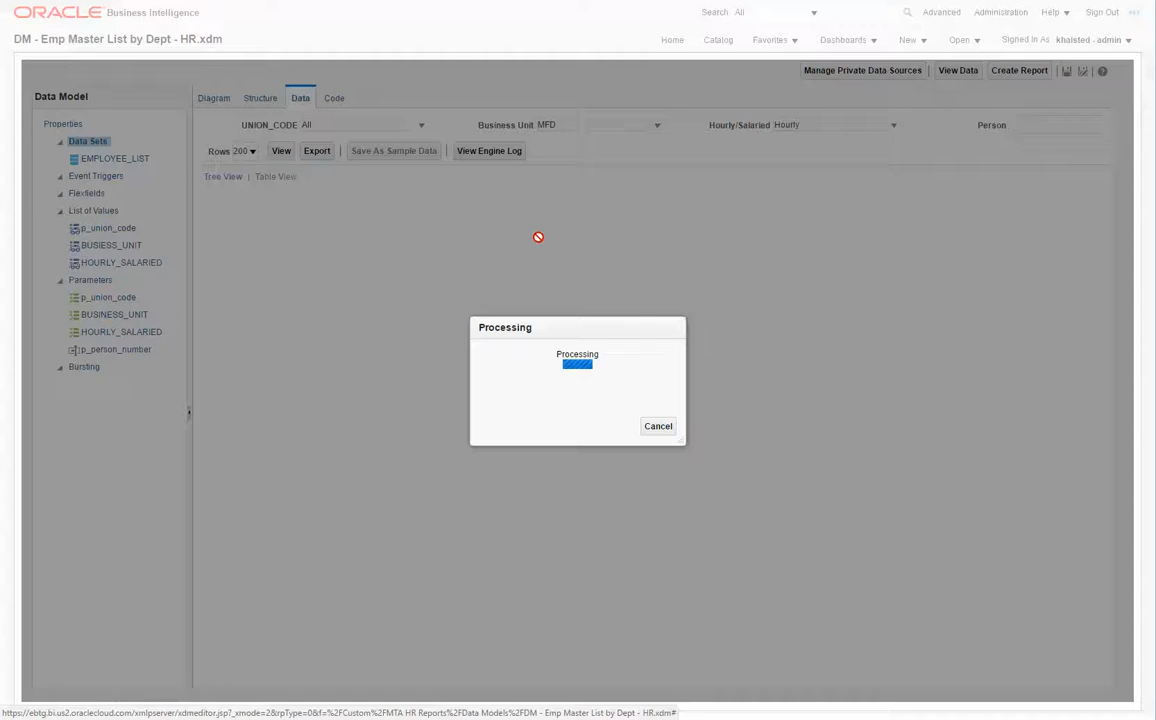 ORACLE Business Intelligence
Search All
Advanced Administration Help Sign Out
DM - Emp Master List by Dept - HR.xdm
Home Catalog Favorites Dashboards New Open Signed In As khaisted - admin
Manage Private Data Sources View Data Create Report
Data Model
Diagram Structure Data Code
Properties
Data Sets
EMPLOYEE_LIST
Event Triggers
Flexfields
List of Values
p_union_code
BUSIESS_UNIT
HOURLY_SALARIED
Parameters
p_union_code
BUSINESS_UNIT
HOURLY_SALARIED
p_person_number
Bursting
UNION_CODE All Business Unit MFD Hourly/Salaried Hourly Person
Rows 200 View Export Save As Sample Data View Engine Log
Tree View | Table View
Processing
Processing
Cancel
https://ebtg.bi.us2.oraclecloud.com/xmlpserver/xdmeditor.jsp?_xmode=2&rpType=0&f=%2FCustom%2FMTA HR Reports%2FData Models%2FDM - Emp Master List by Dept - HR.xdm#